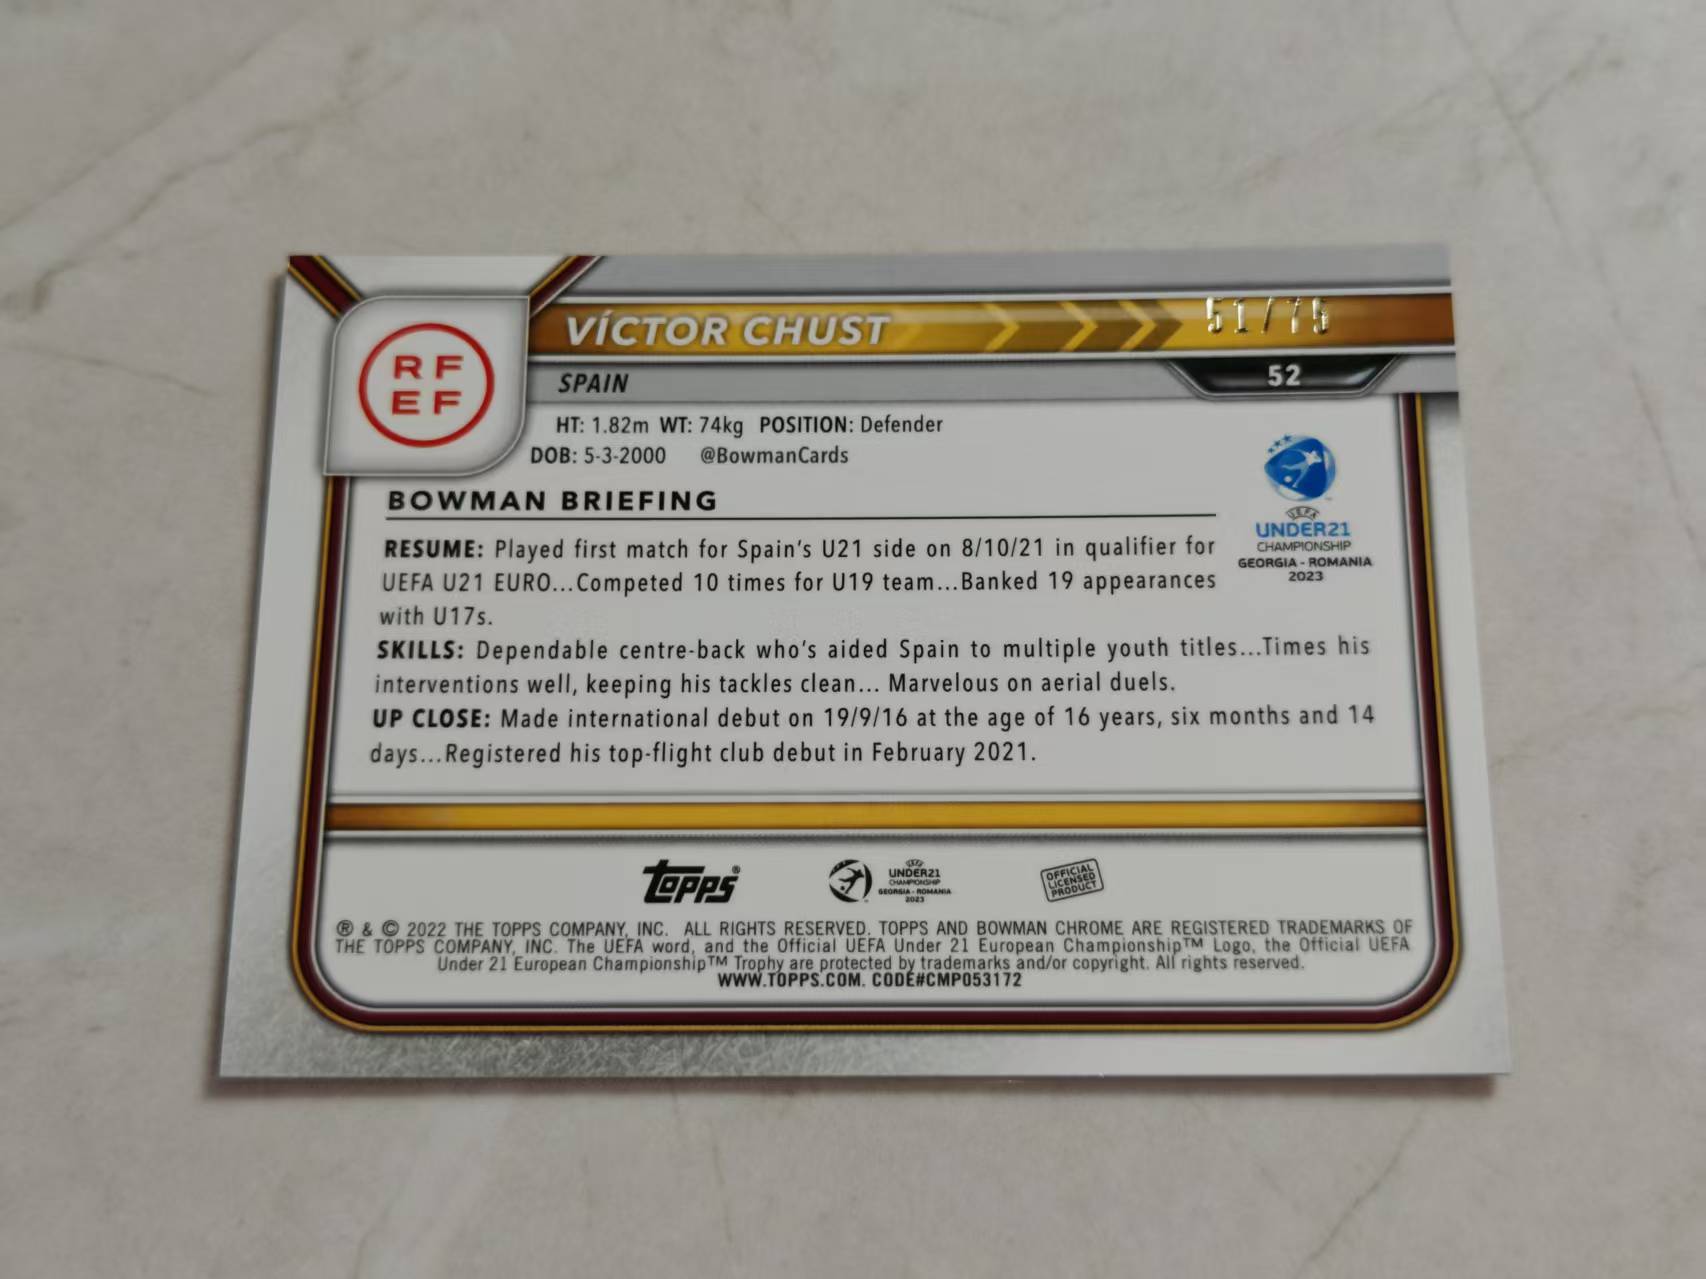 RF
EF
VÍCTOR CHUST
51/75
SPAIN
52
HT: 1.82m WT: 74kg POSITION: Defender
DOB: 5-3-2000 @BowmanCards
BOWMAN BRIEFING
RESUME: Played first match for Spain's U21 side on 8/10/21 in qualifier for
UEFA U21 EURO...Competed 10 times for U19 team...Banked 19 appearances
with U17s.
UEFA
UNDER21
CHAMPIONSHIP
GEORGIA - ROMANIA
2023
SKILLS: Dependable centre-back who's aided Spain to multiple youth titles...Times his
interventions well, keeping his tackles clean... Marvelous on aerial duels.
UP CLOSE: Made international debut on 19/9/16 at the age of 16 years, six months and 14
days...Registered his top-flight club debut in February 2021.
Topps®
UEFA
UNDER21
CHAMPIONSHIP
GEORGIA - ROMANIA
2023
OFFICIAL
LICENSED
PRODUCT
® & © 2022 THE TOPPS COMPANY, INC. ALL RIGHTS RESERVED. TOPPS AND BOWMAN CHROME ARE REGISTERED TRADEMARKS OF
THE TOPPS COMPANY, INC. The UEFA word, and the Official UEFA Under 21 European Championship™ Logo, the Official UEFA
Under 21 European Championship™ Trophy are protected by trademarks and/or copyright. All rights reserved.
WWW.TOPPS.COM. CODE#CMP053172